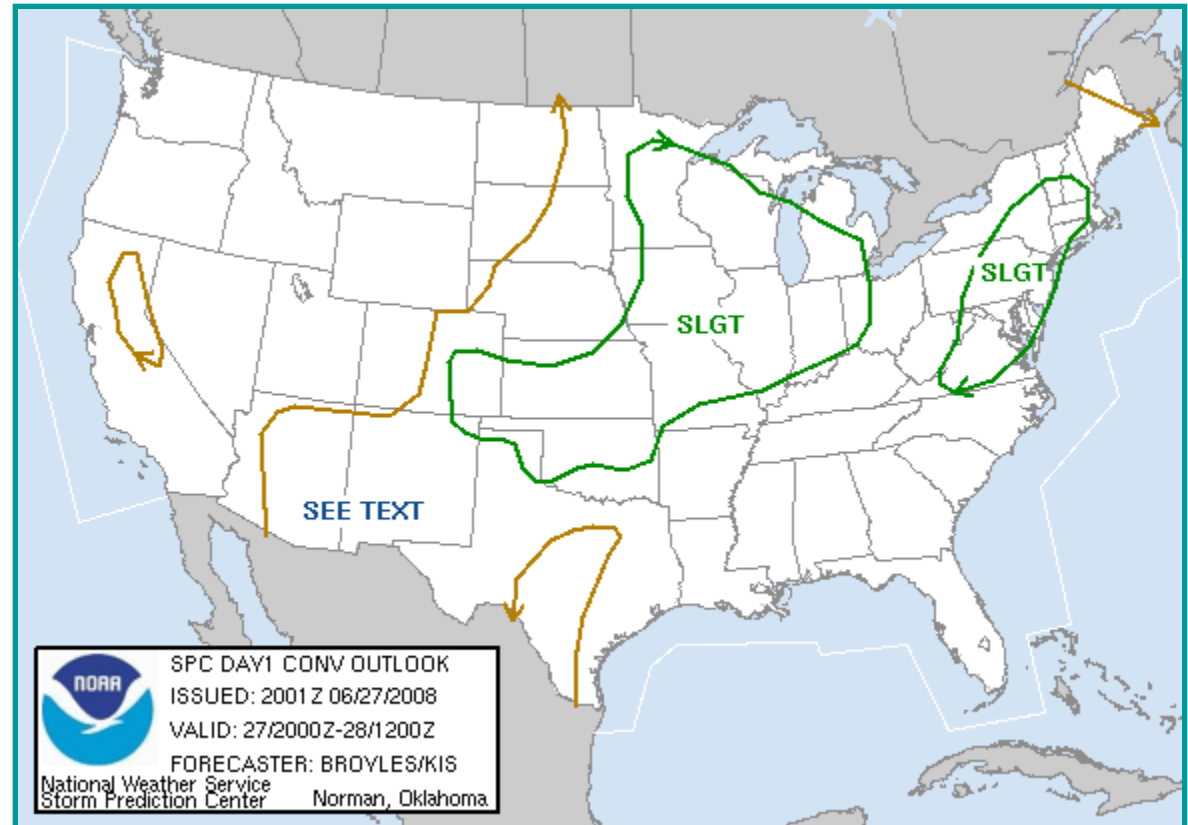 SLGT
SLGT
SEE TEXT
NOAA
SPC DAY1 CONV OUTLOOK
ISSUED: 2001Z 06/27/2008
VALID: 27/2000Z-28/1200Z
FORECASTER: BROYLES/KIS
National Weather Service
Storm Prediction Center Norman, Oklahoma